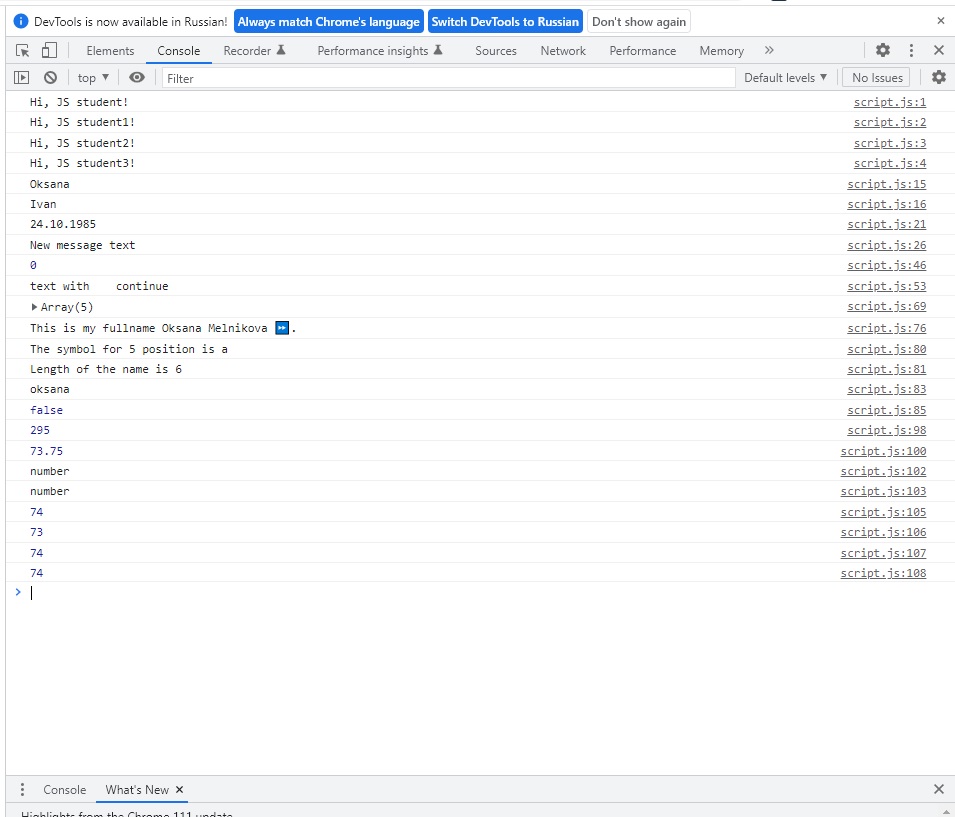 DevTools is now available in Russian! Always match Chrome's language Switch DevTools to Russian Don't show again
Elements Console Recorder Performance insights Sources Network Performance Memory
top Filter Default levels No Issues
Hi, JS student! script.js:1
Hi, JS student1! script.js:2
Hi, JS student2! script.js:3
Hi, JS student3! script.js:4
Oksana script.js:15
Ivan script.js:16
24.10.1985 script.js:21
New message text script.js:26
0 script.js:46
text with    continue script.js:53
Array(5) script.js:69
This is my fullname Oksana Melnikova ⏩. script.js:76
The symbol for 5 position is a script.js:80
Length of the name is 6 script.js:81
oksana script.js:83
false script.js:85
295 script.js:98
73.75 script.js:100
number script.js:102
number script.js:103
74 script.js:105
73 script.js:106
74 script.js:107
74 script.js:108
Console What's New
Highlights from the Chrome 111 update